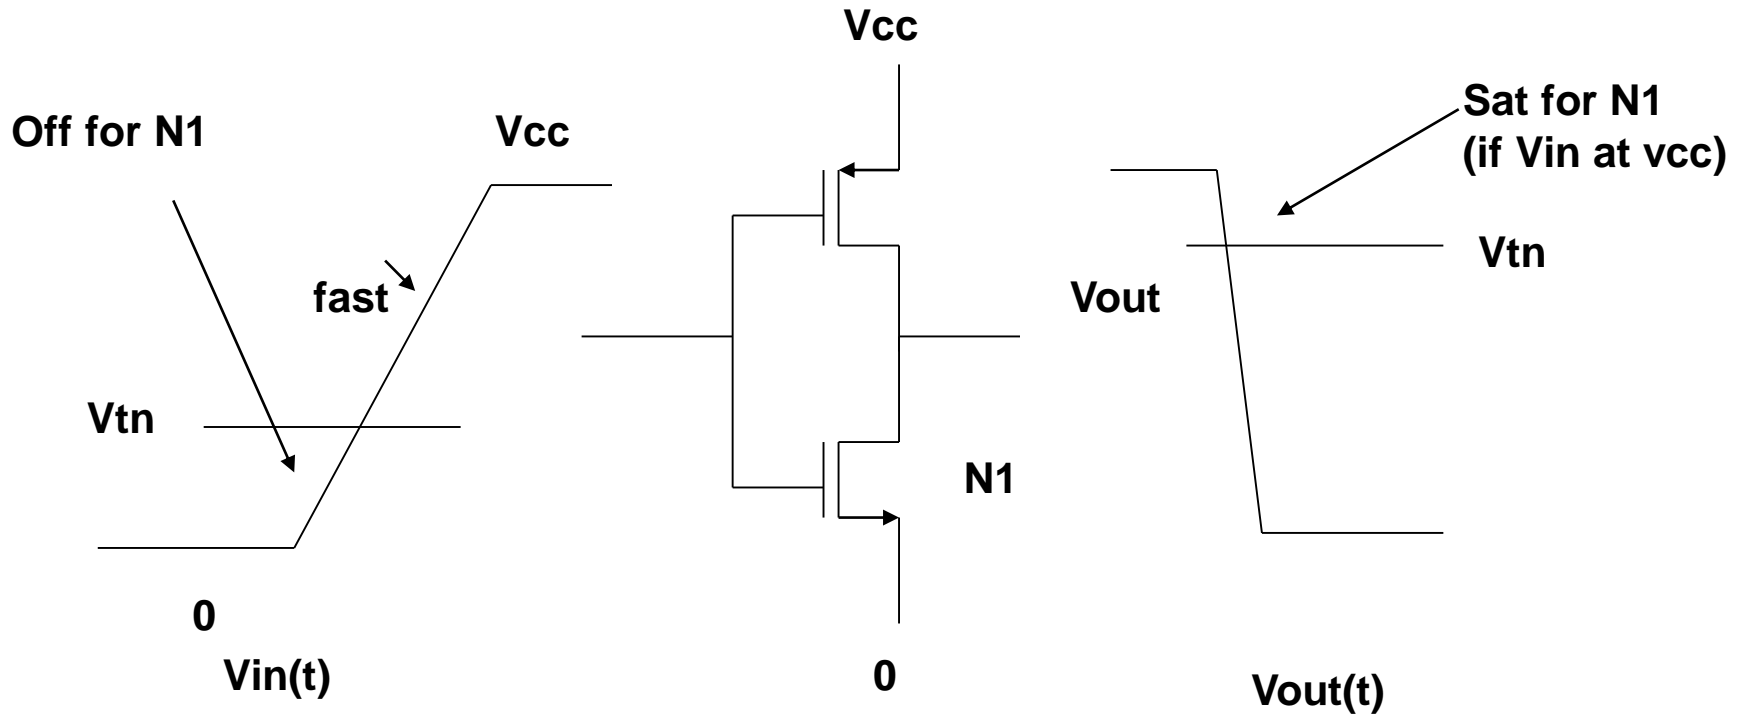 Vcc
Off for N1
Vcc
Sat for N1
(if Vin at vcc)
fast
Vtn
Vout
Vtn
N1
0
Vin(t)
0
Vout(t)